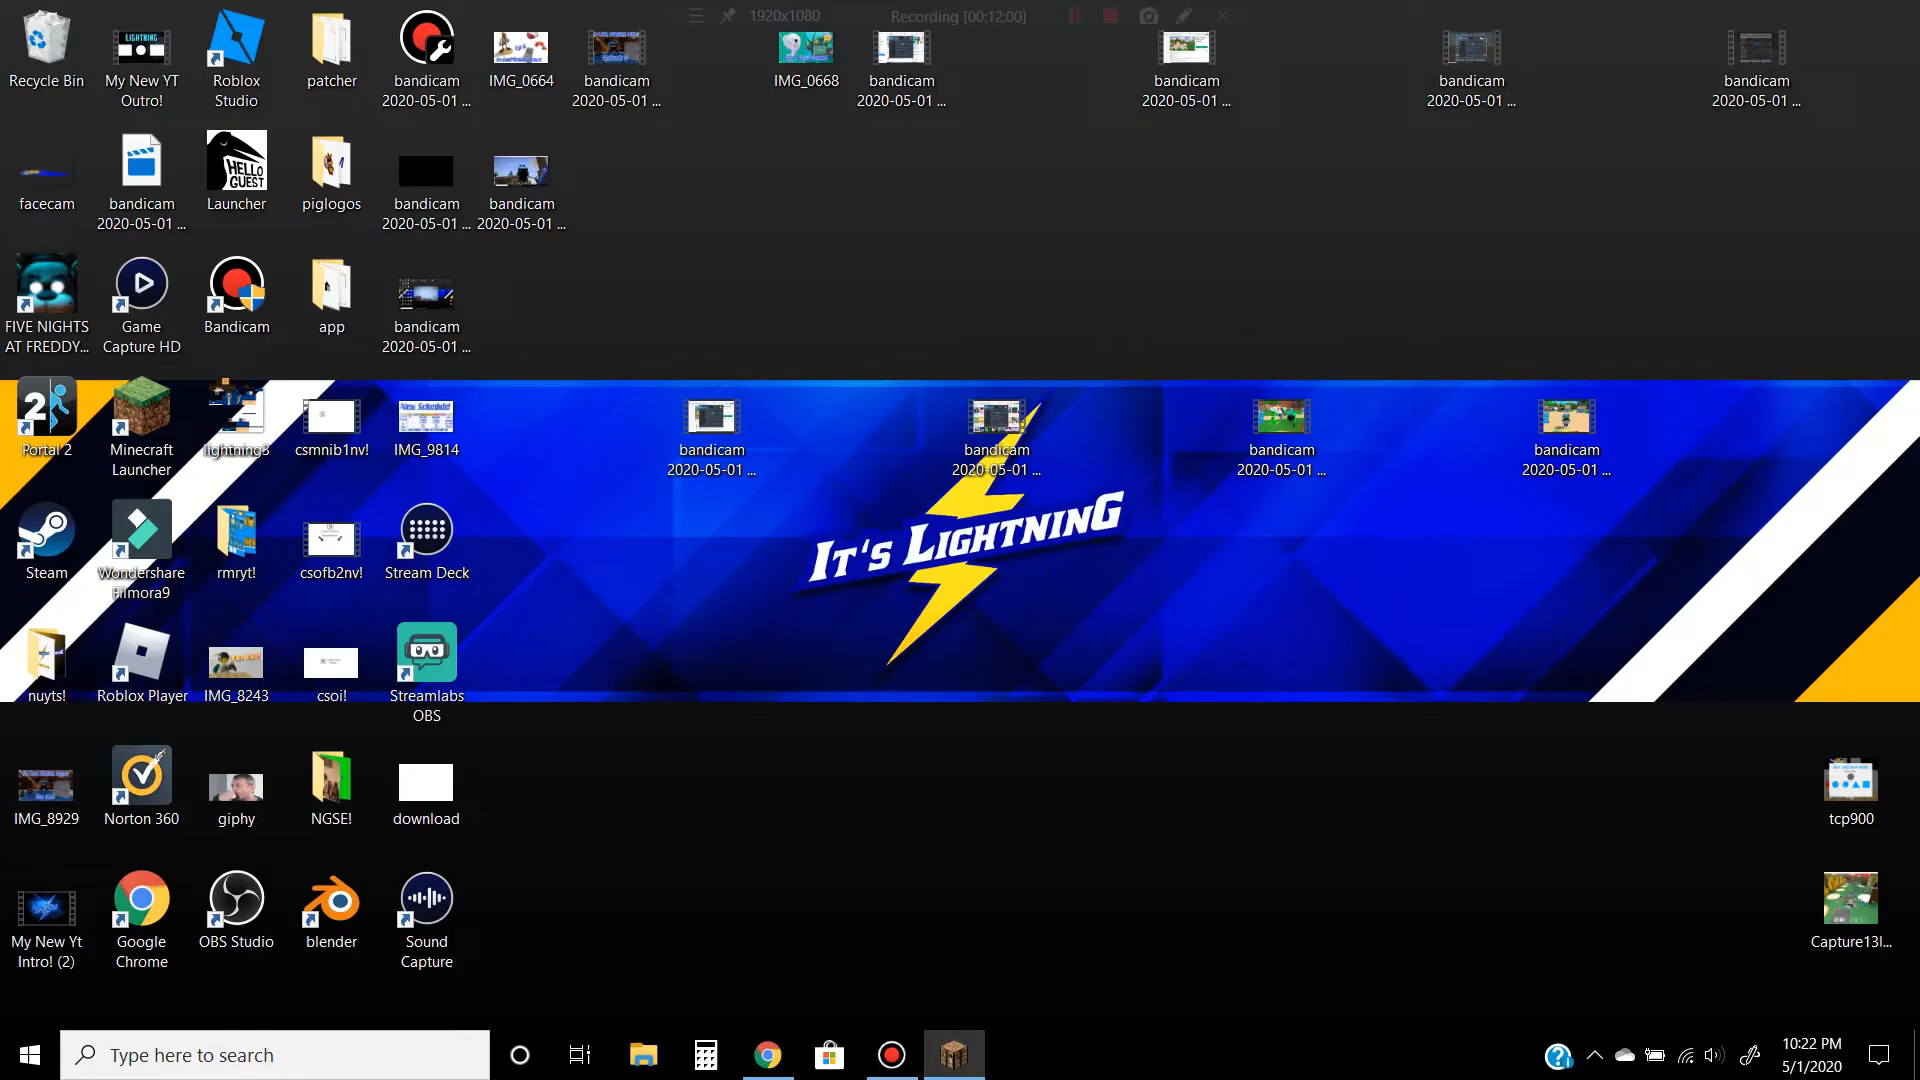 1920x1080
Recording [00:12:00]
Recycle Bin
My New YT
Outro!
Roblox
Studio
patcher
bandicam
2020-05-01 ...
IMG_0664
bandicam
2020-05-01 ...
IMG_0668
bandicam
2020-05-01 ...
bandicam
2020-05-01 ...
bandicam
2020-05-01 ...
bandicam
2020-05-01 ...
LIGHTNING
facecam
bandicam
2020-05-01 ...
HELLO
GUEST
Launcher
piglogos
bandicam
2020-05-01 ...
bandicam
2020-05-01 ...
FIVE NIGHTS
AT FREDDY...
Game
Capture HD
Bandicam
app
bandicam
2020-05-01 ...
2
Portal 2
Minecraft
Launcher
lightning3
csmnib1nv!
New Schedule!
IMG_9814
bandicam
2020-05-01 ...
bandicam
2020-05-01 ...
bandicam
2020-05-01 ...
bandicam
2020-05-01 ...
IT'S LIGHTNING
Steam
Wondershare
Filmora9
rmryt!
csofb2nv!
Stream Deck
nuyts!
Roblox Player
IMG_8243
csoi!
Streamlabs
OBS
IMG_8929
Norton 360
giphy
NGSE!
download
tcp900
My New Yt
Intro! (2)
Google
Chrome
OBS Studio
blender
Sound
Capture
Capture13l...
Type here to search
10:22 PM
5/1/2020